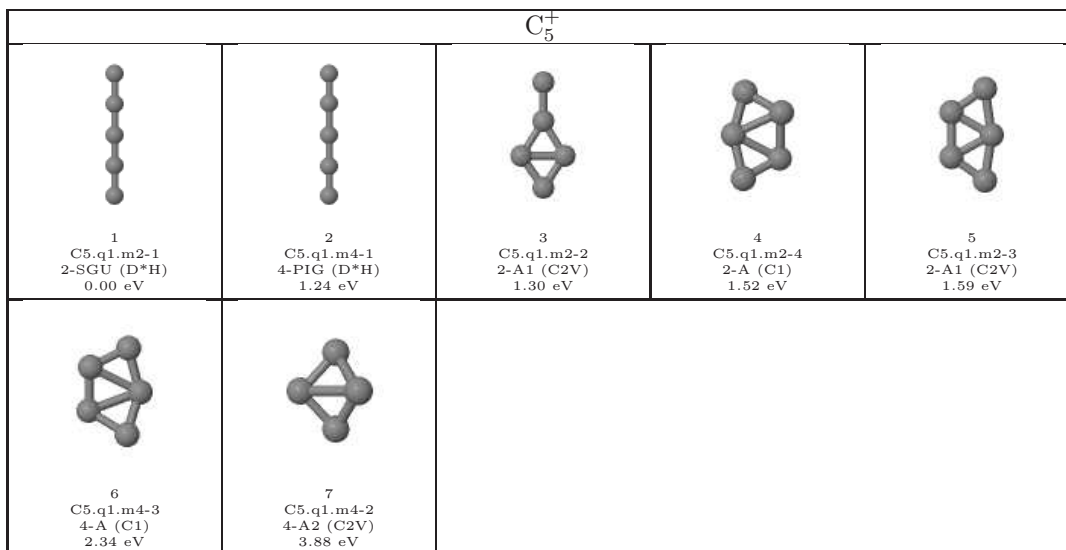 C5+
1
C5.q1.m2-1
2-SGU (D*H)
0.00 eV
2
C5.q1.m4-1
4-PIG (D*H)
1.24 eV
3
C5.q1.m2-2
2-A1 (C2V)
1.30 eV
4
C5.q1.m2-4
2-A (C1)
1.52 eV
5
C5.q1.m2-3
2-A1 (C2V)
1.59 eV
6
C5.q1.m4-3
4-A (C1)
2.34 eV
7
C5.q1.m4-2
4-A2 (C2V)
3.88 eV